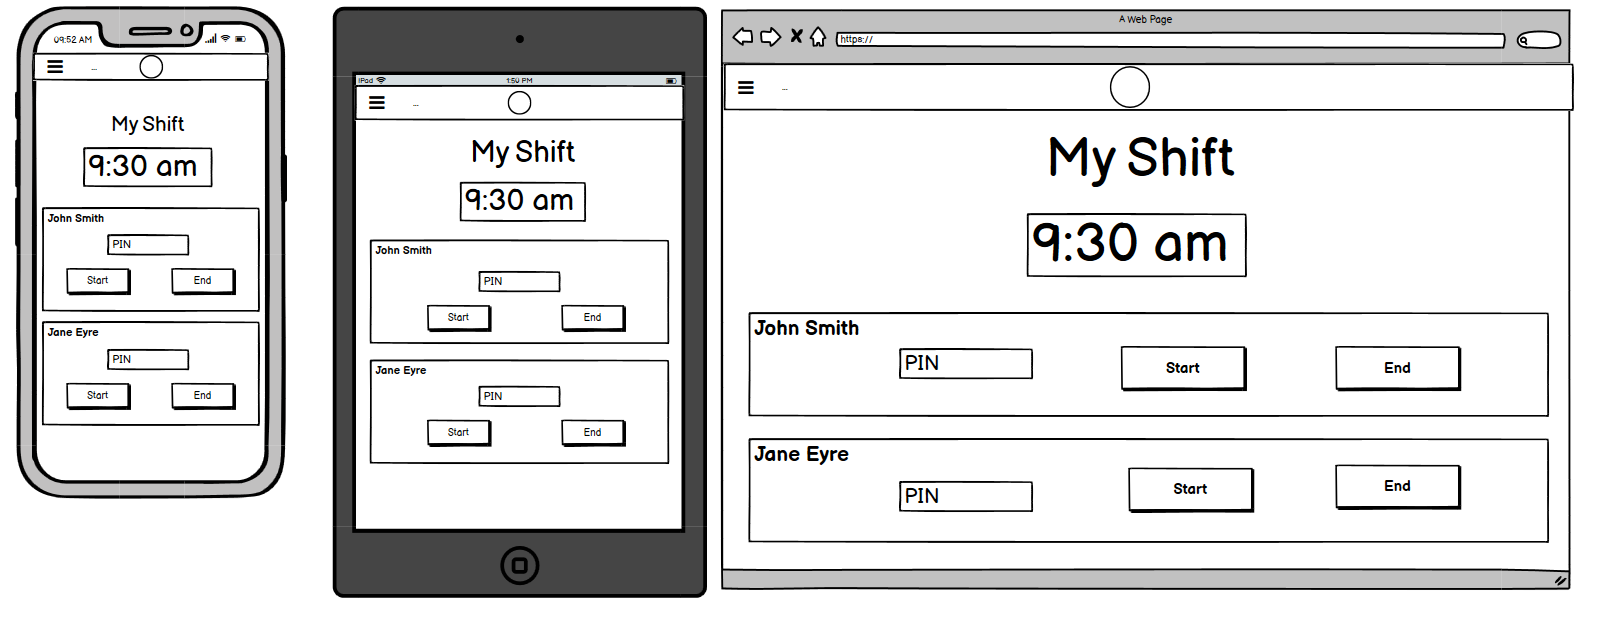 09:52 AM
...
My Shift
9:30 am
John Smith
PIN
Start End
Jane Eyre
PIN
Start End
iPad 1:50 PM
...
My Shift
9:30 am
John Smith
PIN
Start End
Jane Eyre
PIN
Start End
A Web Page
https://
...
My Shift
9:30 am
John Smith
PIN Start End
Jane Eyre
PIN Start End